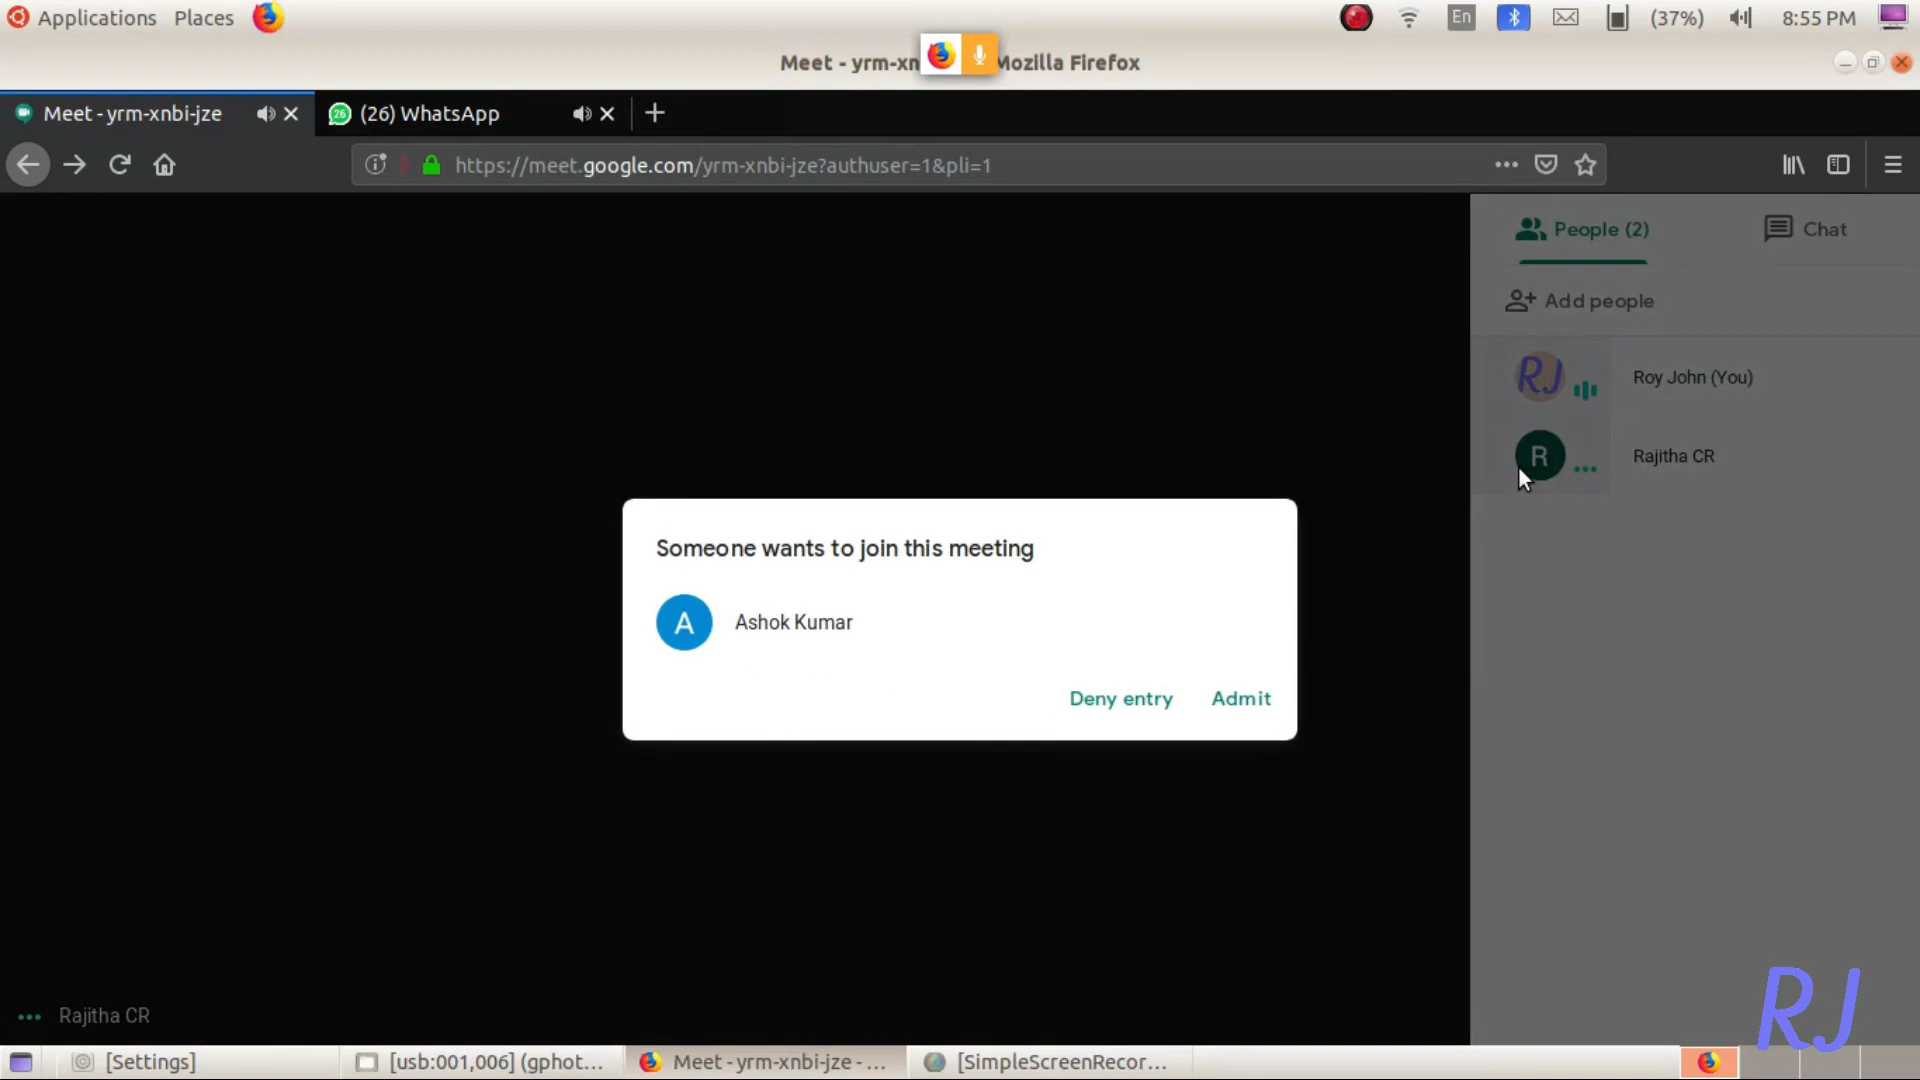 Applications Places
En
(37%)
8:55 PM
Meet - yrm-xn
Mozilla Firefox
Meet - yrm-xnbi-jze
26
(26) WhatsApp
https://meet.google.com/yrm-xnbi-jze?authuser=1&pli=1
People (2)
Chat
Add people
RJ
Roy John (You)
R
Rajitha CR
Someone wants to join this meeting
A
Ashok Kumar
Deny entry
Admit
Rajitha CR
RJ
[Settings]
[usb:001,006] (gphot...
Meet - yrm-xnbi-jze - ...
[SimpleScreenRecor...